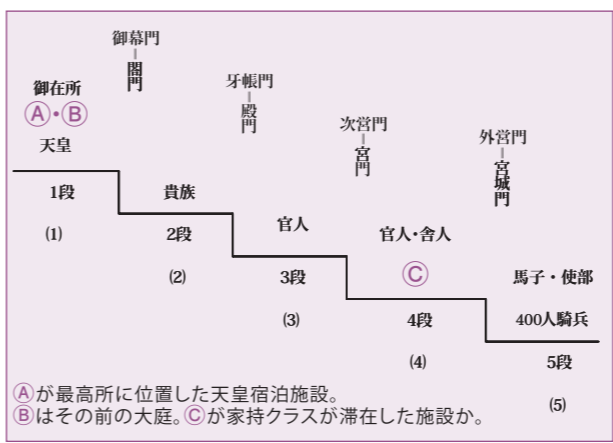 御幕門
=
閤門
牙帳門
=
殿門
次営門
=
宮門
外営門
=
宮城門
御在所
Ⓐ・Ⓑ
天皇
1段
(1)
貴族
2段
(2)
官人
3段
(3)
官人・舎人
Ⓒ
4段
(4)
馬子・使部
400人騎兵
5段
(5)
Ⓐが最高所に位置した天皇宿泊施設。
Ⓑはその前の大庭。Ⓒが家持クラスが滞在した施設か。